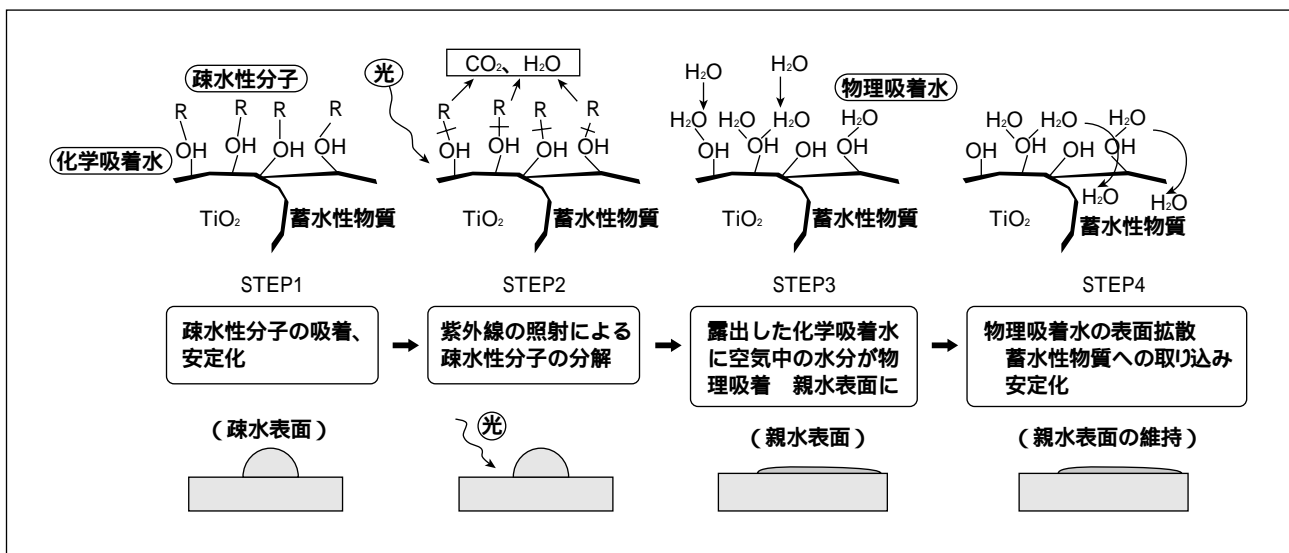 疎水性分子
R R R R
OH OH OH OH
化学吸着水
TiO₂ 蓄水性物質
STEP1
疎水性分子の吸着、
安定化
(疎水表面)
光
CO₂、H₂O
R R R R
OH OH OH OH
TiO₂ 蓄水性物質
STEP2
紫外線の照射による
疎水性分子の分解
光
H₂O H₂O
物理吸着水
H₂O H₂O H₂O H₂O
OH OH OH OH
TiO₂ 蓄水性物質
STEP3
露出した化学吸着水
に空気中の水分が物
理吸着 親水表面に
(親水表面)
H₂O H₂O H₂O
OH OH OH OH
H₂O H₂O
TiO₂ 蓄水性物質
STEP4
物理吸着水の表面拡散
蓄水性物質への取り込み
安定化
(親水表面の維持)